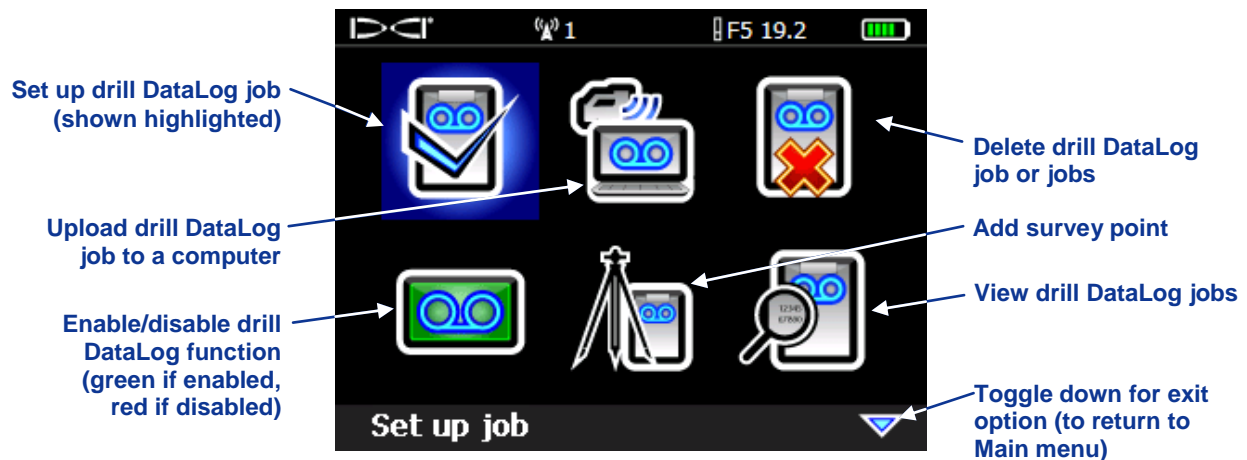 DCI
1
F5 19.2
Set up drill DataLog job
(shown highlighted)
Upload drill DataLog
job to a computer
Enable/disable drill
DataLog function
(green if enabled,
red if disabled)
Delete drill DataLog
job or jobs
Add survey point
View drill DataLog jobs
12345
67890
Set up job
Toggle down for exit
option (to return to
Main menu)